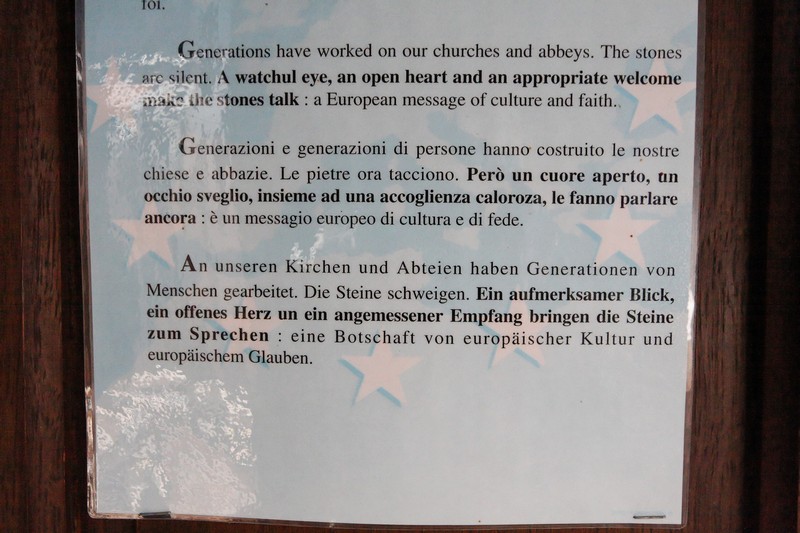 foi.
Generations have worked on our churches and abbeys. The stones
are silent. A watchul eye, an open heart and an appropriate welcome
make the stones talk : a European message of culture and faith.
Generazioni e generazioni di persone hanno costruito le nostre
chiese e abbazie. Le pietre ora tacciono. Però un cuore aperto, un
occhio sveglio, insieme ad una accoglienza caloroza, le fanno parlare
ancora : è un messagio europeo di cultura e di fede.
An unseren Kirchen und Abteien haben Generationen von
Menschen gearbeitet. Die Steine schweigen. Ein aufmerksamer Blick,
ein offenes Herz un ein angemessener Empfang bringen die Steine
zum Sprechen : eine Botschaft von europäischer Kultur und
europäischem Glauben.